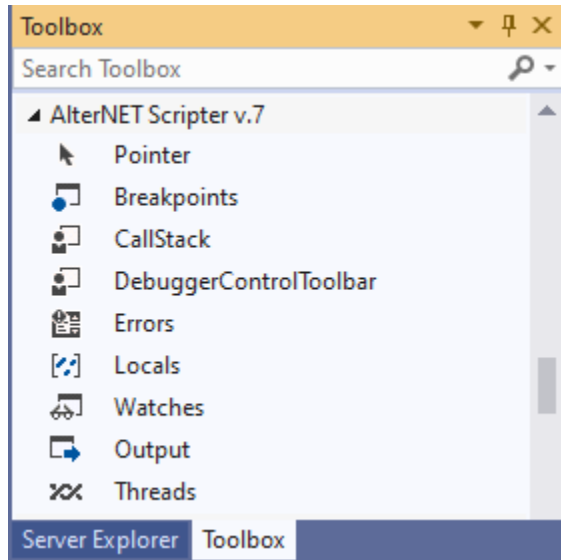 Toolbox
Search Toolbox
AlterNET Scripter v.7
Pointer
Breakpoints
CallStack
DebuggerControlToolbar
Errors
Locals
Watches
Output
Threads
Server Explorer Toolbox